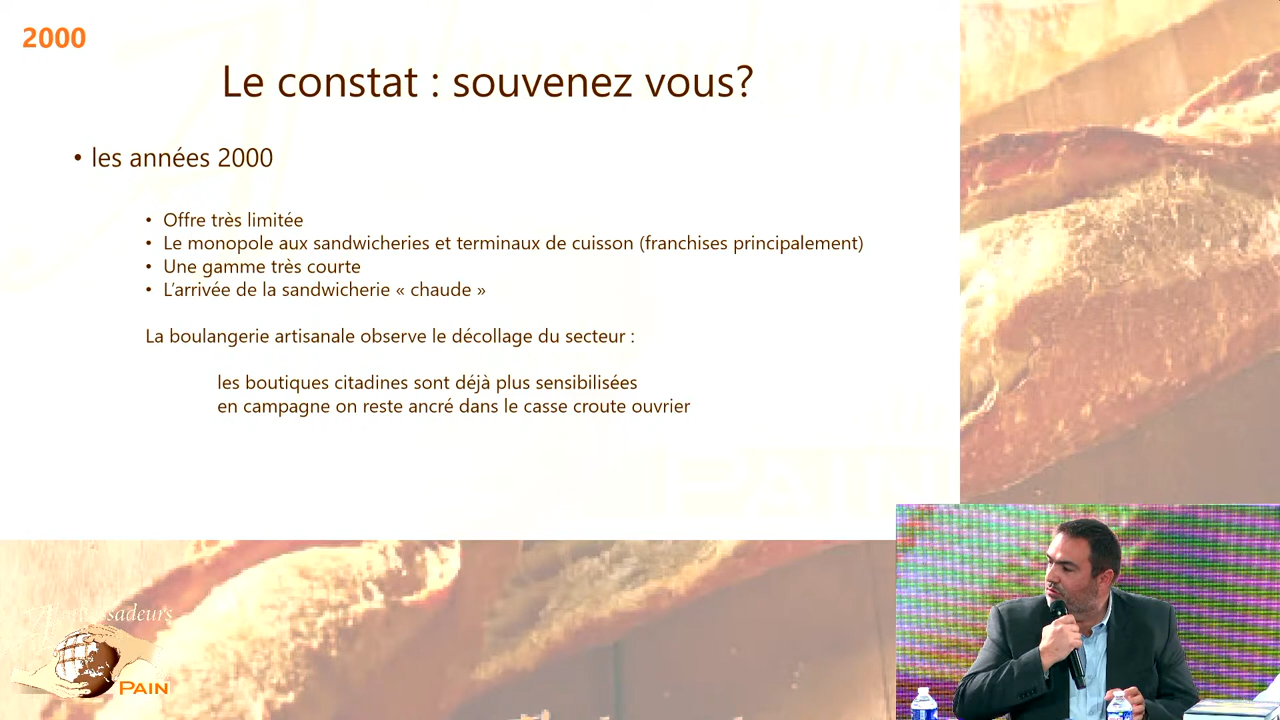 2000
Le constat : souvenez vous?
• les années 2000
• Offre très limitée
• Le monopole aux sandwicheries et terminaux de cuisson (franchises principalement)
• Une gamme très courte
• L'arrivée de la sandwicherie « chaude »
La boulangerie artisanale observe le décollage du secteur :
les boutiques citadines sont déjà plus sensibilisées
en campagne on reste ancré dans le casse croute ouvrier
PAIN
Ambassadeurs
PAIN